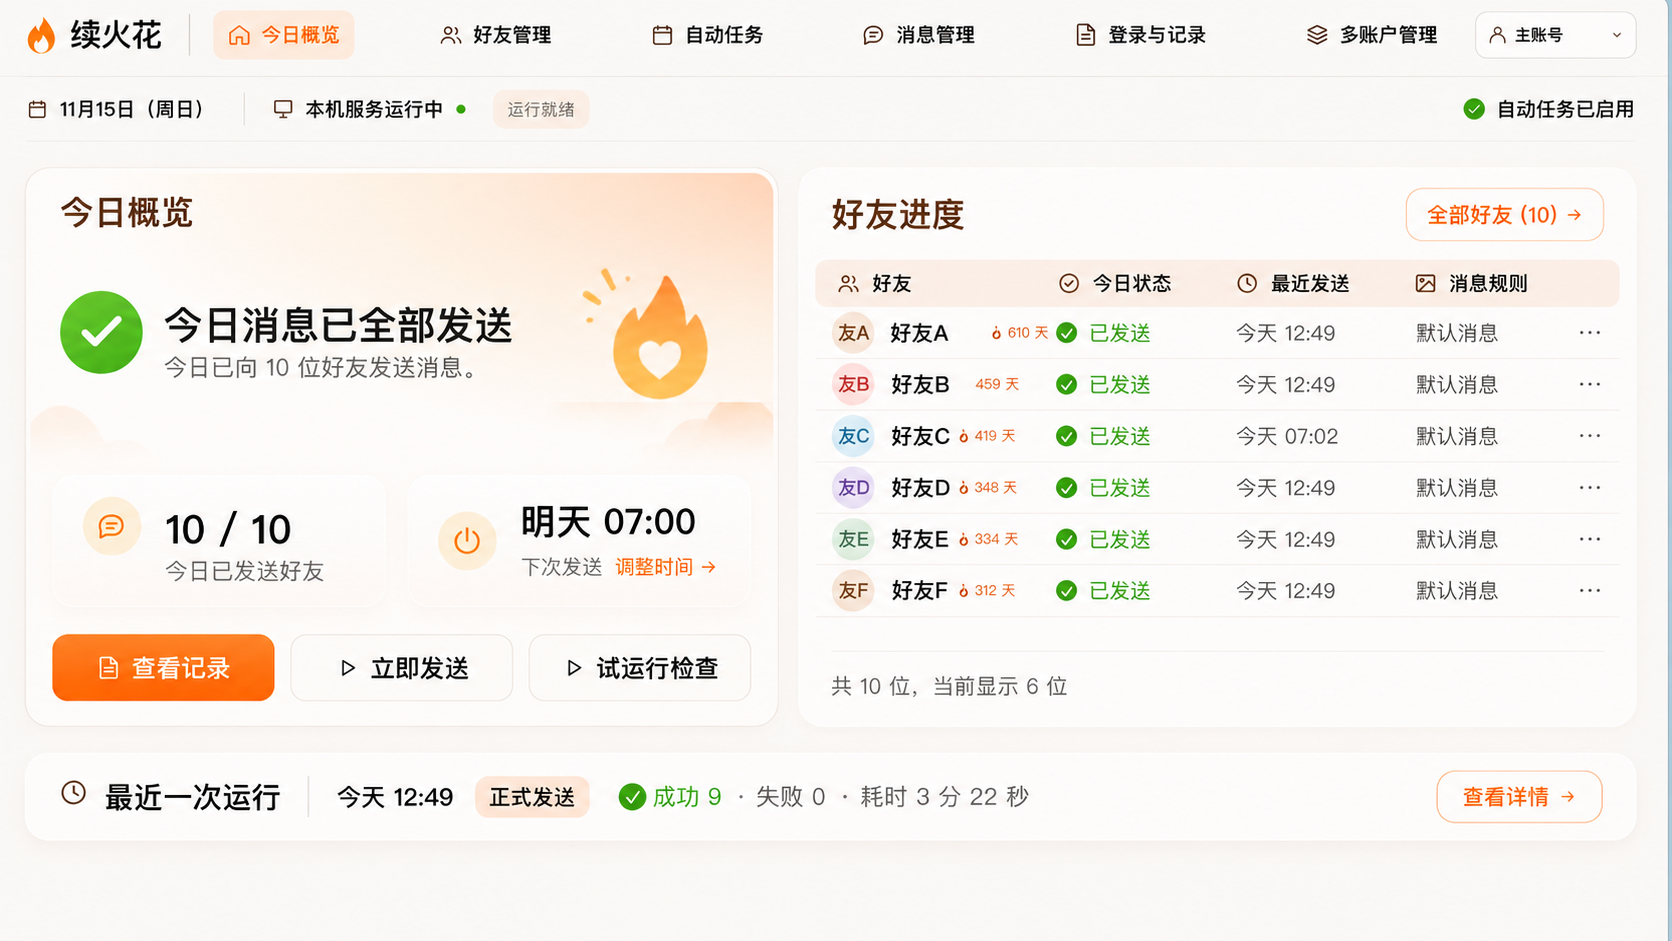 续火花 今日概览 好友管理 自动任务 消息管理 登录与记录 多账户管理 主账号
11月15日（周日） 本机服务运行中 运行就绪 自动任务已启用
今日概览
今日消息已全部发送
今日已向 10 位好友发送消息。
10 / 10
今日已发送好友
明天 07:00
下次发送 调整时间 →
查看记录 立即发送 试运行检查
好友进度 全部好友 (10) →
好友 今日状态 最近发送 消息规则
友A 好友A 610 天 已发送 今天 12:49 默认消息 ···
友B 好友B 459 天 已发送 今天 12:49 默认消息 ···
友C 好友C 419 天 已发送 今天 07:02 默认消息 ···
友D 好友D 348 天 已发送 今天 12:49 默认消息 ···
友E 好友E 334 天 已发送 今天 12:49 默认消息 ···
友F 好友F 312 天 已发送 今天 12:49 默认消息 ···
共 10 位，当前显示 6 位
最近一次运行 今天 12:49 正式发送 成功 9 · 失败 0 · 耗时 3 分 22 秒 查看详情 →